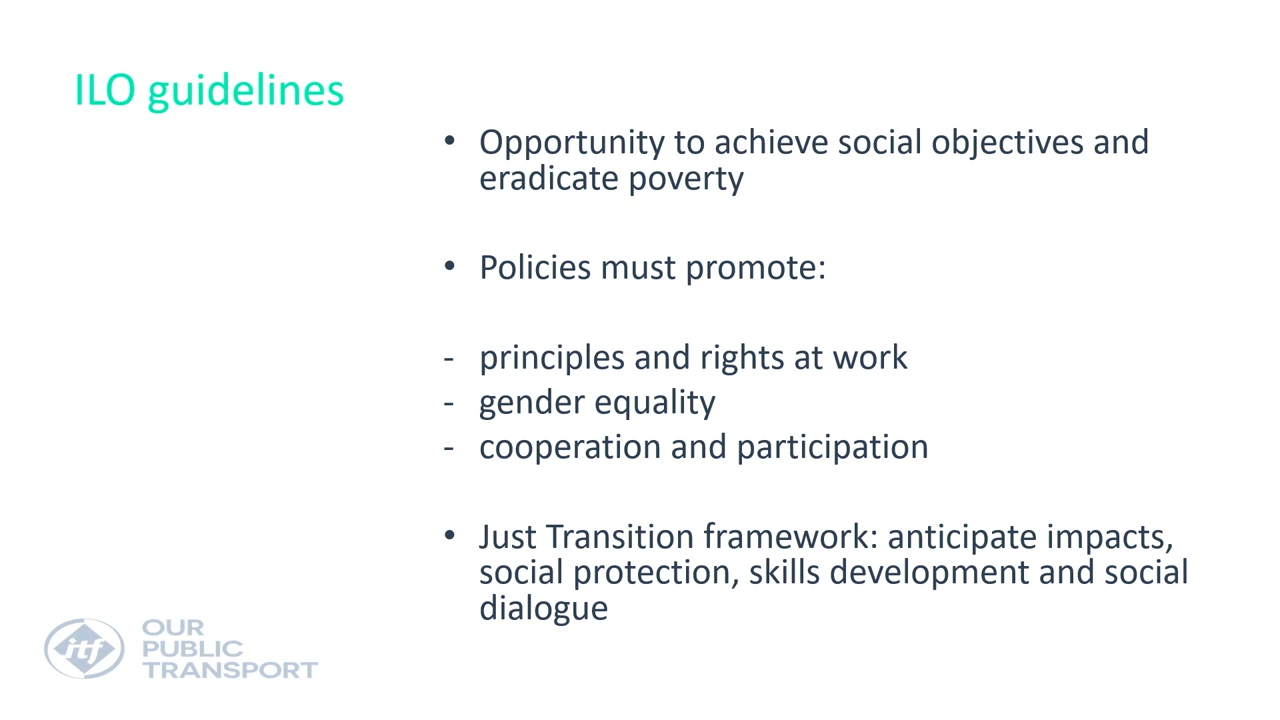 ILO guidelines
• Opportunity to achieve social objectives and
eradicate poverty
• Policies must promote:
- principles and rights at work
- gender equality
- cooperation and participation
• Just Transition framework: anticipate impacts,
social protection, skills development and social
dialogue
itf
OUR
PUBLIC
TRANSPORT